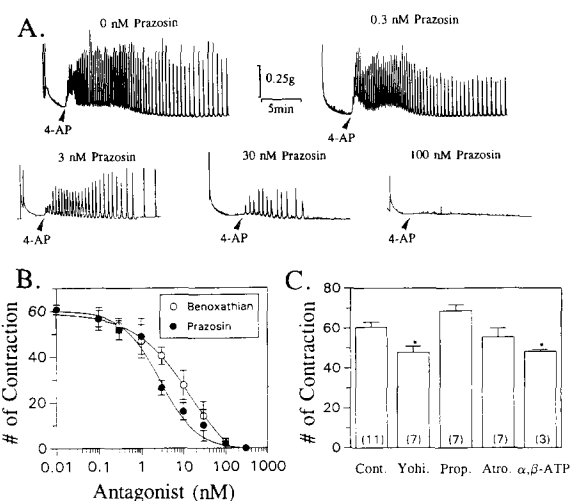 A.
0 nM Prazosin
0.3 nM Prazosin
4-AP
0.25g
5min
4-AP
3 nM Prazosin
30 nM Prazosin
100 nM Prazosin
4-AP
4-AP
4-AP
B.
# of Contraction
80
60
40
20
0
Benoxathian
Prazosin
0.01
0.1
1
10
100
1000
Antagonist (nM)
C.
# of Contraction
80
60
40
20
0
*
*
(11)
(7)
(7)
(7)
(3)
Cont.
Yohi.
Prop.
Atro.
α,β-ATP